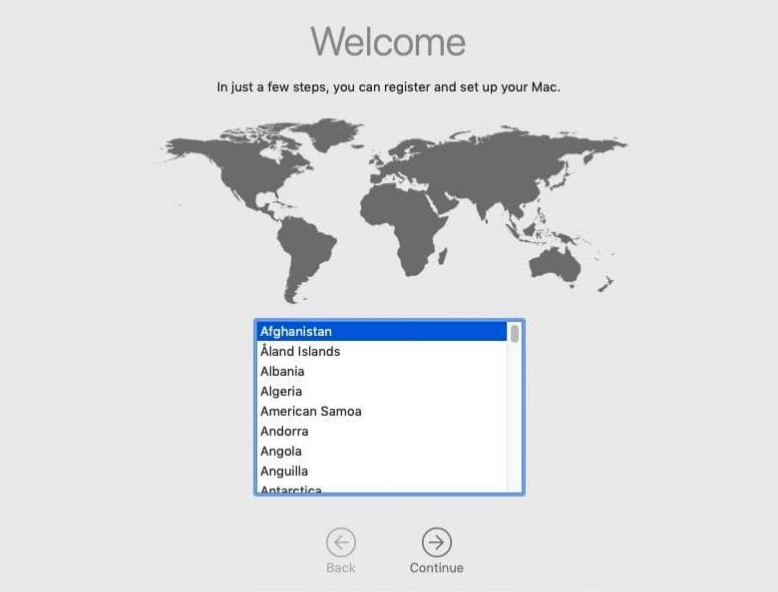 Welcome
In just a few steps, you can register and set up your Mac.
Afghanistan
Åland Islands
Albania
Algeria
American Samoa
Andorra
Angola
Anguilla
Antarctica
Back
Continue